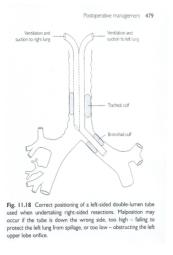 Postoperative management 479
Ventilation and
suction to right lung
Ventilation and
suction to left lung
Tracheal cuff
Bronchial cuff
Fig. 11.18 Correct positioning of a left-sided double-lumen tube
used when undertaking right-sided resections. Malposition may
occur if the tube is down the wrong side, too high – failing to
protect the left lung from spillage, or too low – obstructing the left
upper lobe orifice.